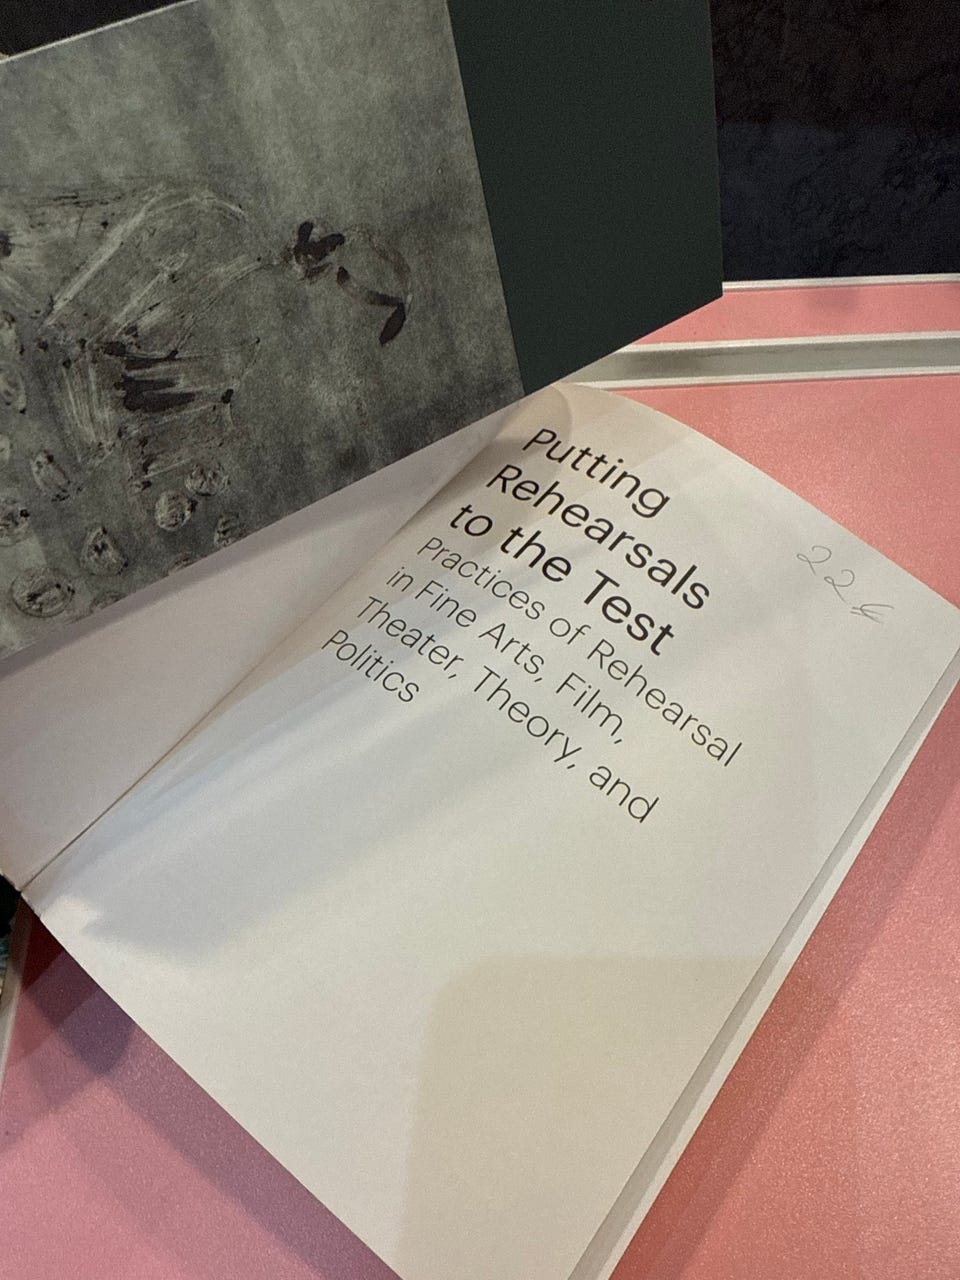 Putting
Rehearsals
to the Test
Practices of Rehearsal
in Fine Arts, Film,
Theater, Theory, and
Politics
22€